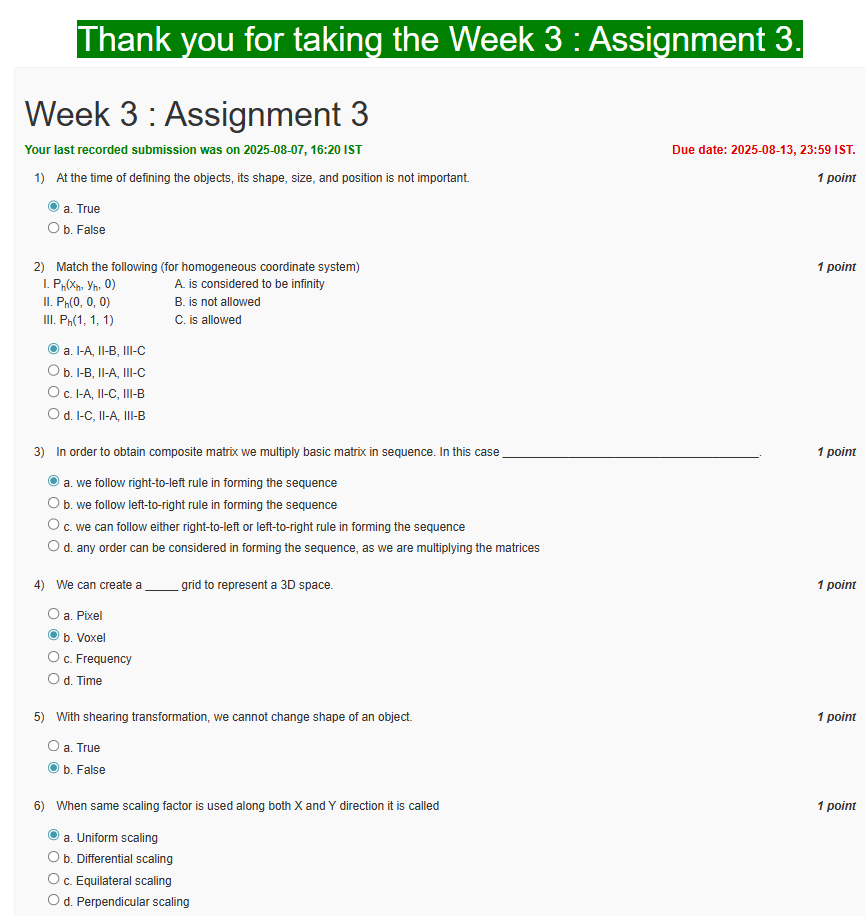 Thank you for taking the Week 3 : Assignment 3.
Week 3 : Assignment 3
Your last recorded submission was on 2025-08-07, 16:20 IST Due date: 2025-08-13, 23:59 IST.
1) At the time of defining the objects, its shape, size, and position is not important. 1 point
a. True
b. False
2) Match the following (for homogeneous coordinate system) 1 point
I. Ph(xh, yh, 0) A. is considered to be infinity
II. Ph(0, 0, 0) B. is not allowed
III. Ph(1, 1, 1) C. is allowed
a. I-A, II-B, III-C
b. I-B, II-A, III-C
c. I-A, II-C, III-B
d. I-C, II-A, III-B
3) In order to obtain composite matrix we multiply basic matrix in sequence. In this case ______________________________________. 1 point
a. we follow right-to-left rule in forming the sequence
b. we follow left-to-right rule in forming the sequence
c. we can follow either right-to-left or left-to-right rule in forming the sequence
d. any order can be considered in forming the sequence, as we are multiplying the matrices
4) We can create a _____ grid to represent a 3D space. 1 point
a. Pixel
b. Voxel
c. Frequency
d. Time
5) With shearing transformation, we cannot change shape of an object. 1 point
a. True
b. False
6) When same scaling factor is used along both X and Y direction it is called 1 point
a. Uniform scaling
b. Differential scaling
c. Equilateral scaling
d. Perpendicular scaling